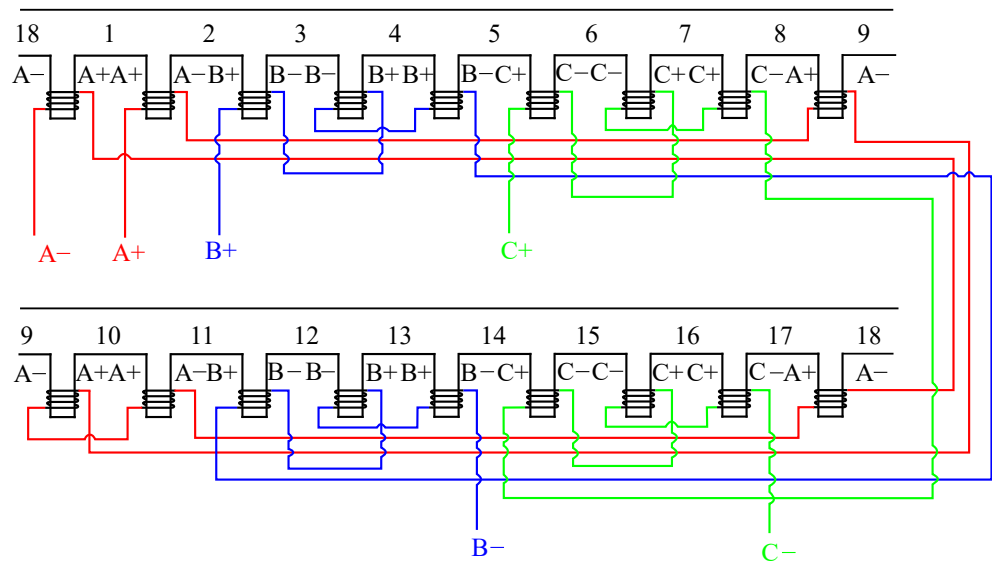 18 1 2 3 4 5 6 7 8 9
A− A+ A+ A− B+ B− B− B+ B+ B− C+ C− C− C+ C+ C− A+ A−
A− A+ B+ C+
9 10 11 12 13 14 15 16 17 18
A− A+ A+ A− B+ B− B− B+ B+ B− C+ C− C− C+ C+ C− A+ A−
B− C−